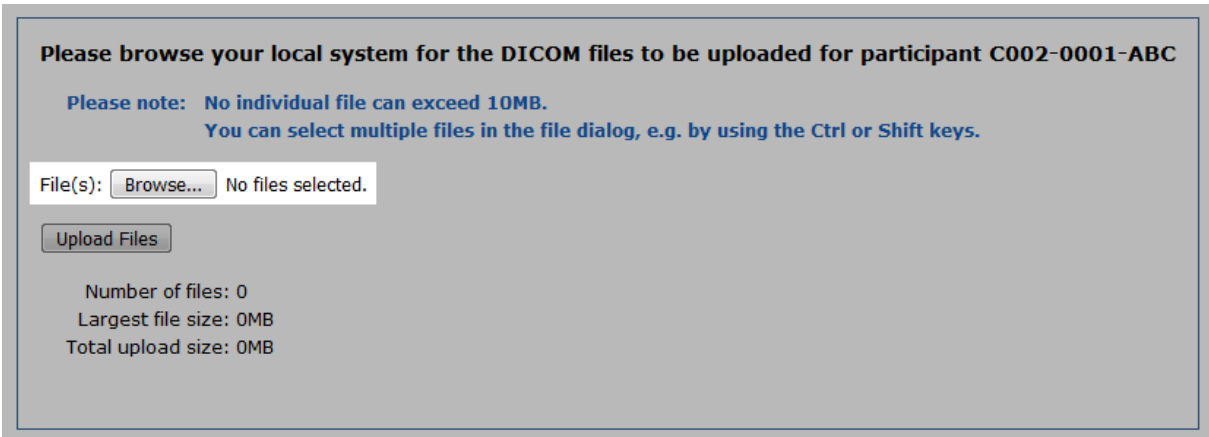 Please browse your local system for the DICOM files to be uploaded for participant C002-0001-ABC
Please note: No individual file can exceed 10MB.
You can select multiple files in the file dialog, e.g. by using the Ctrl or Shift keys.
File(s): Browse... No files selected.
Upload Files
Number of files: 0
Largest file size: 0MB
Total upload size: 0MB